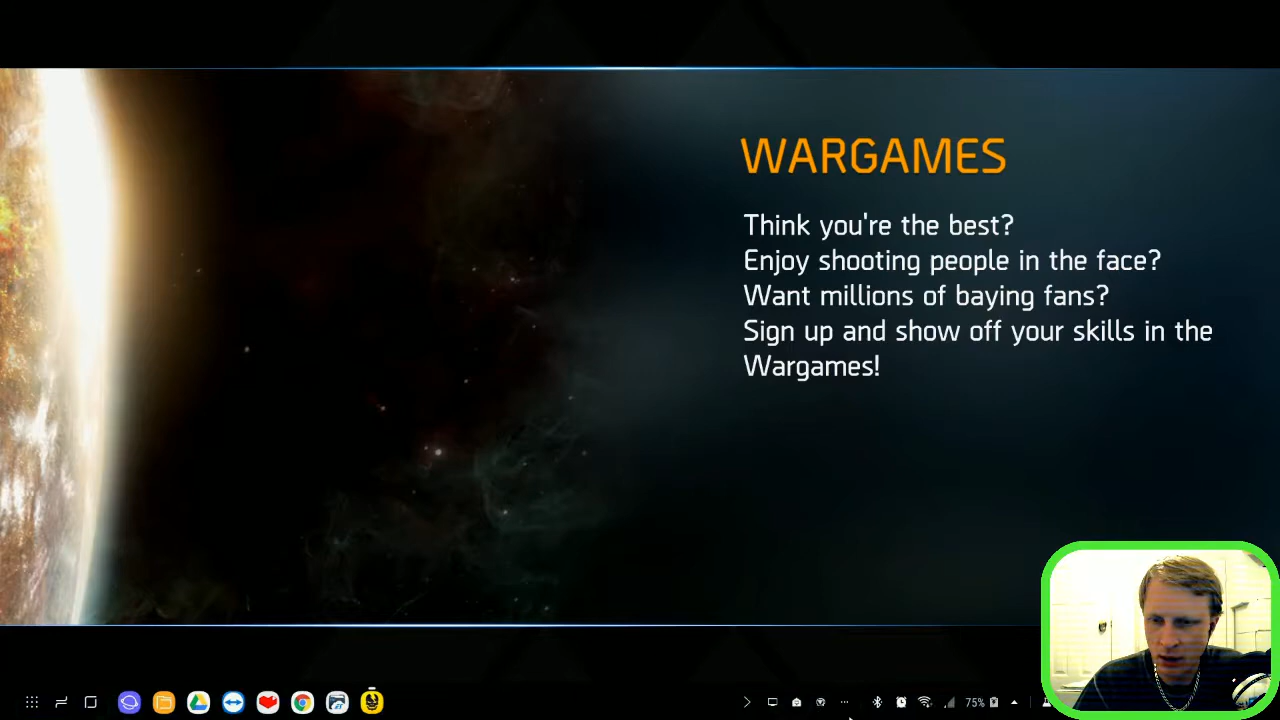 WARGAMES
Think you're the best?
Enjoy shooting people in the face?
Want millions of baying fans?
Sign up and show off your skills in the
Wargames!
75%